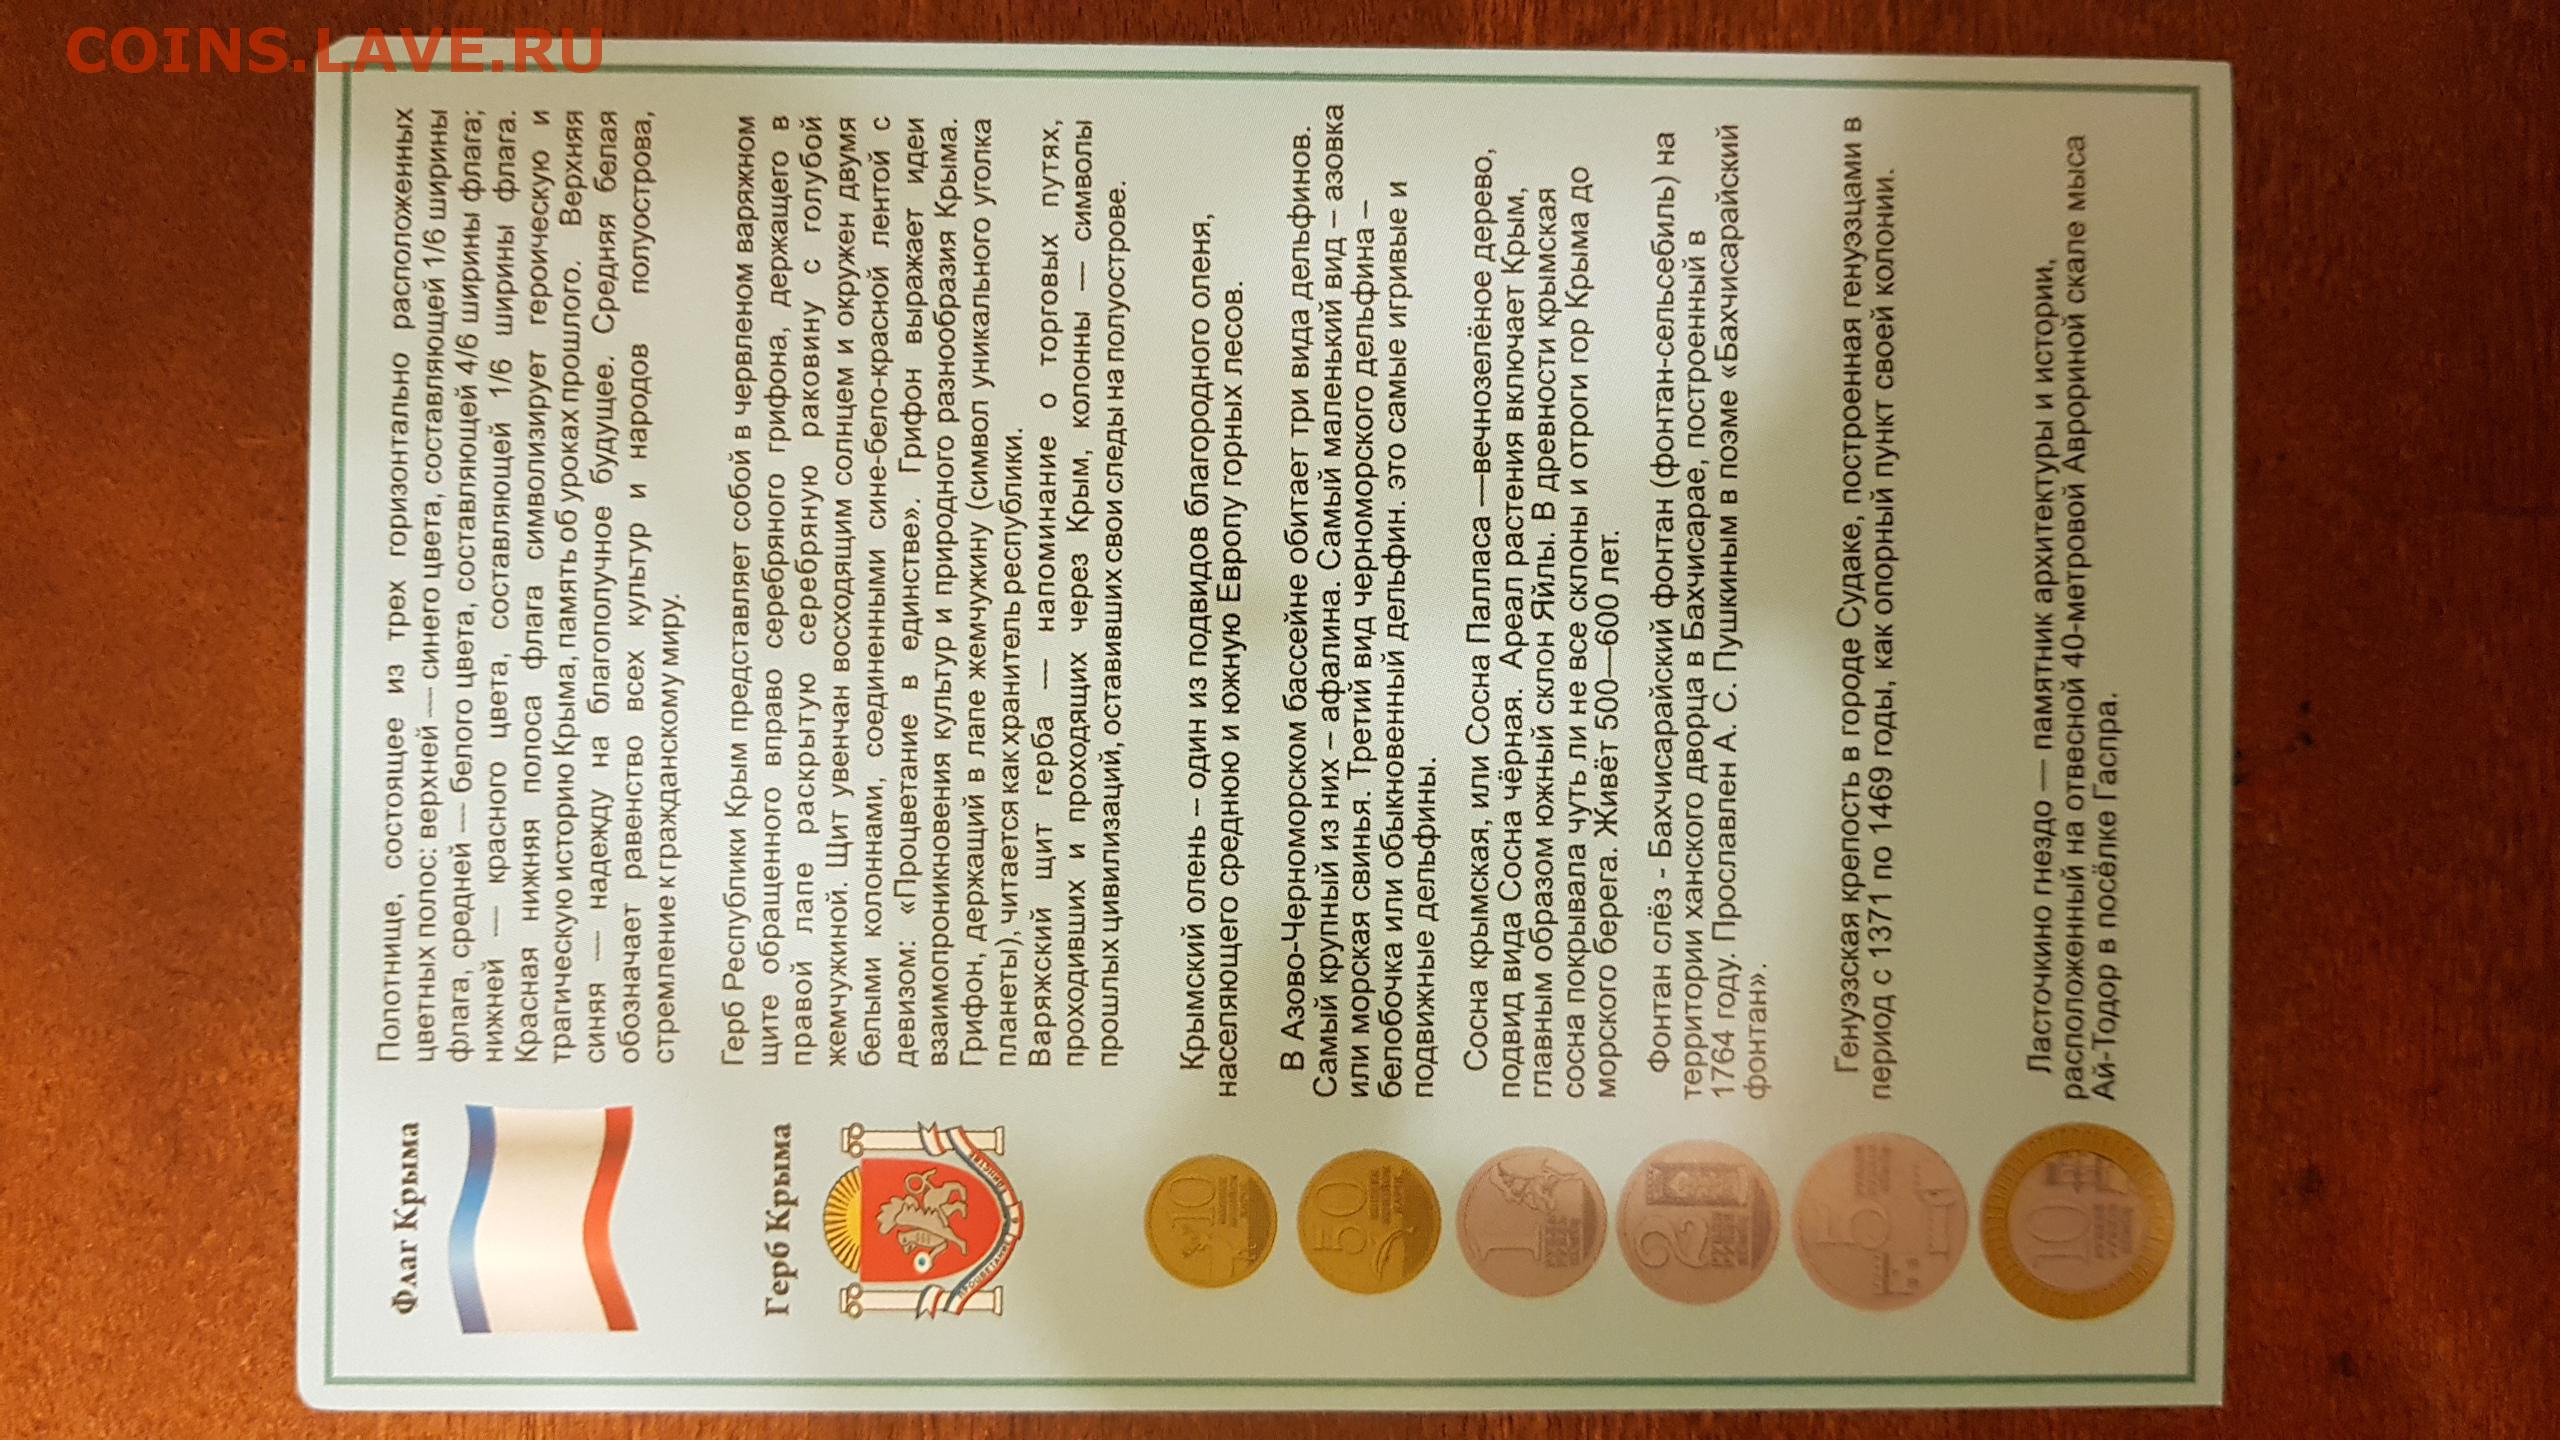 COINS.LAVE.RU
Флаг Крыма
Полотнище, состоящее из трех горизонтально расположенных
цветных полос: верхней — синего цвета, составляющей 1/6 ширины
флага, средней — белого цвета, составляющей 4/6 ширины флага;
нижней — красного цвета, составляющей 1/6 ширины флага.
Красная нижняя полоса флага символизирует героическую и
трагическую историю Крыма, память об уроках прошлого. Верхняя
синяя — надежду на благополучное будущее. Средняя белая
обозначает равенство всех культур и народов полуострова,
стремление к гражданскому миру.
Герб Крыма
Герб Республики Крым представляет собой в червленом варяжном
щите обращенного вправо серебряного грифона, держащего в
правой лапе раскрытую серебряную раковину с голубой
жемчужиной. Щит увенчан восходящим солнцем и окружен двумя
белыми колоннами, соединенными сине-бело-красной лентой с
девизом: «Процветание в единстве». Грифон выражает идеи
взаимопроникновения культур и природного разнообразия Крыма.
Грифон, держащий в лапе жемчужину (символ уникального уголка
планеты), читается как хранитель республики.
Варяжский щит герба — напоминание о торговых путях,
проходивших и проходящих через Крым, колонны — символы
прошлых цивилизаций, оставивших свои следы на полуострове.
ПРОЦВЕТАНИЕ В ЕДИНСТВЕ
10
Крымский олень – один из подвидов благородного оленя,
населяющего среднюю и южную Европу горных лесов.
50
В Азово-Черноморском бассейне обитает три вида дельфинов.
Самый крупный из них – афалина. Самый маленький вид – азовка
или морская свинья. Третий вид черноморского дельфина –
белобочка или обыкновенный дельфин. это самые игривые и
подвижные дельфины.
1
Сосна крымская, или Сосна Палласа —вечнозелёное дерево,
подвид вида Сосна чёрная. Ареал растения включает Крым,
главным образом южный склон Яйлы. В древности крымская
сосна покрывала чуть ли не все склоны и отроги гор Крыма до
морского берега. Живёт 500—600 лет.
2
Фонтан слёз - Бахчисарайский фонтан (фонтан-сельсебиль) на
территории ханского дворца в Бахчисарае, построенный в
1764 году. Прославлен А. С. Пушкиным в поэме «Бахчисарайский
фонтан».
5
Генуэзская крепость в городе Судаке, построенная генуэзцами в
период с 1371 по 1469 годы, как опорный пункт своей колонии.
10
Ласточкино гнездо — памятник архитектуры и истории,
расположенный на отвесной 40-метровой Аврориной скале мыса
Ай-Тодор в посёлке Гаспра.